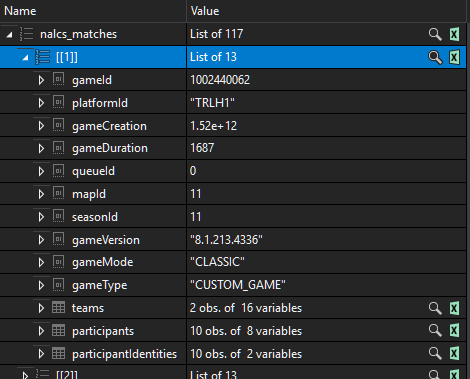 Name Value
nalcs_matches List of 117
[[1]] List of 13
gameId 1002440062
platformId "TRLH1"
gameCreation 1.52e+12
gameDuration 1687
queueId 0
mapId 11
seasonId 11
gameVersion "8.1.213.4336"
gameMode "CLASSIC"
gameType "CUSTOM_GAME"
teams 2 obs. of 16 variables
participants 10 obs. of 8 variables
participantIdentities 10 obs. of 2 variables
[[2]] List of 13